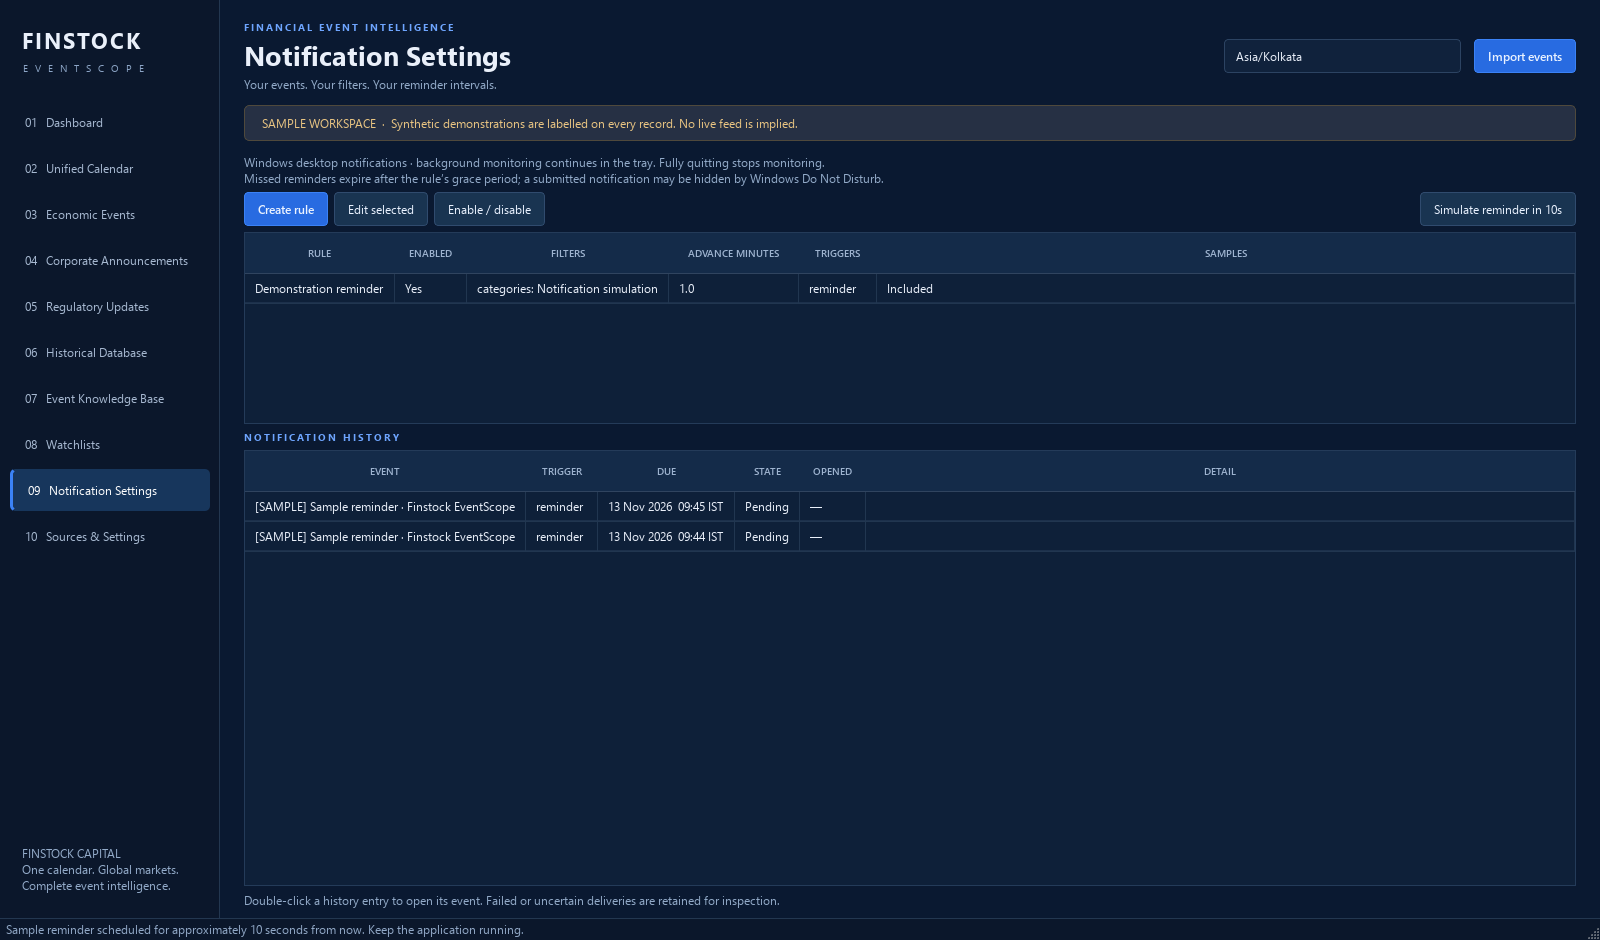 FINSTOCK
EVENTSCOPE
01 Dashboard
02 Unified Calendar
03 Economic Events
04 Corporate Announcements
05 Regulatory Updates
06 Historical Database
07 Event Knowledge Base
08 Watchlists
09 Notification Settings
10 Sources & Settings
FINSTOCK CAPITAL
One calendar. Global markets.
Complete event intelligence.
FINANCIAL EVENT INTELLIGENCE
Notification Settings
Your events. Your filters. Your reminder intervals.
Asia/Kolkata
Import events
SAMPLE WORKSPACE · Synthetic demonstrations are labelled on every record. No live feed is implied.
Windows desktop notifications · background monitoring continues in the tray. Fully quitting stops monitoring.
Missed reminders expire after the rule's grace period; a submitted notification may be hidden by Windows Do Not Disturb.
Create rule Edit selected Enable / disable Simulate reminder in 10s
RULE ENABLED FILTERS ADVANCE MINUTES TRIGGERS SAMPLES
Demonstration reminder Yes categories: Notification simulation 1.0 reminder Included
NOTIFICATION HISTORY
EVENT TRIGGER DUE STATE OPENED DETAIL
[SAMPLE] Sample reminder · Finstock EventScope reminder 13 Nov 2026 09:45 IST Pending —
[SAMPLE] Sample reminder · Finstock EventScope reminder 13 Nov 2026 09:44 IST Pending —
Double-click a history entry to open its event. Failed or uncertain deliveries are retained for inspection.
Sample reminder scheduled for approximately 10 seconds from now. Keep the application running.